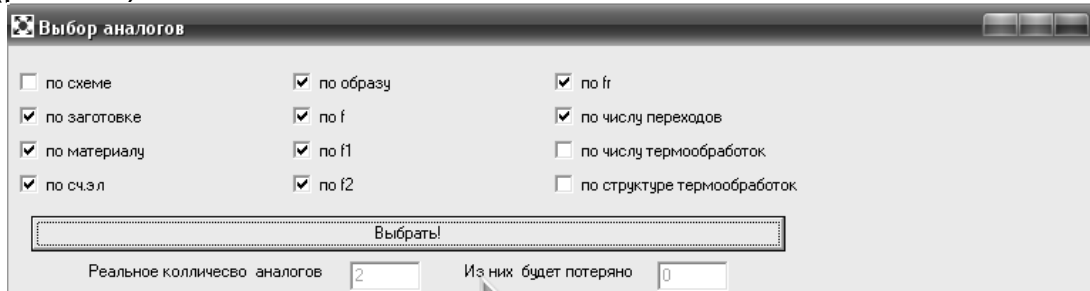 Выбор аналогов
по схеме по образу по fr
по заготовке по f по числу переходов
по материалу по f1 по числу термообработок
по сч.эл по f2 по структуре термообработок
Выбрать!
Реальное колличесво аналогов 2 Из них будет потеряно 0